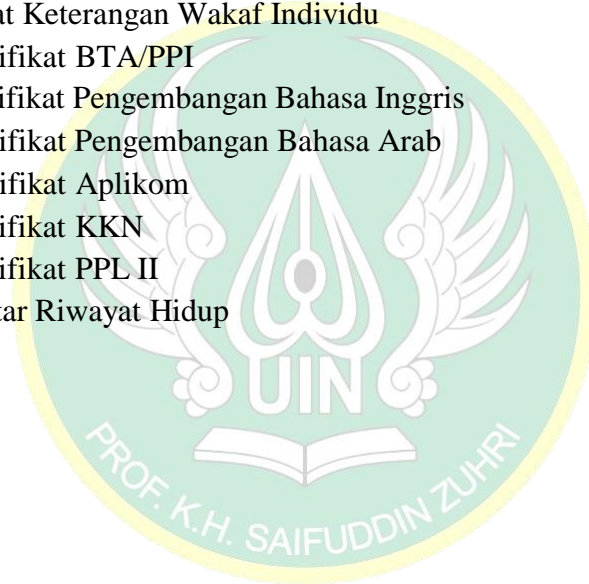 at Keterangan Wakaf Individu
ifikat BTA/PPI
ifikat Pengembangan Bahasa Inggris
ifikat Pengembangan Bahasa Arab
ifikat Aplikom
ifikat KKN
ifikat PPL II
tar Riwayat Hidup
UIN
PROF. K.H. SAIFUDDIN ZUHRI